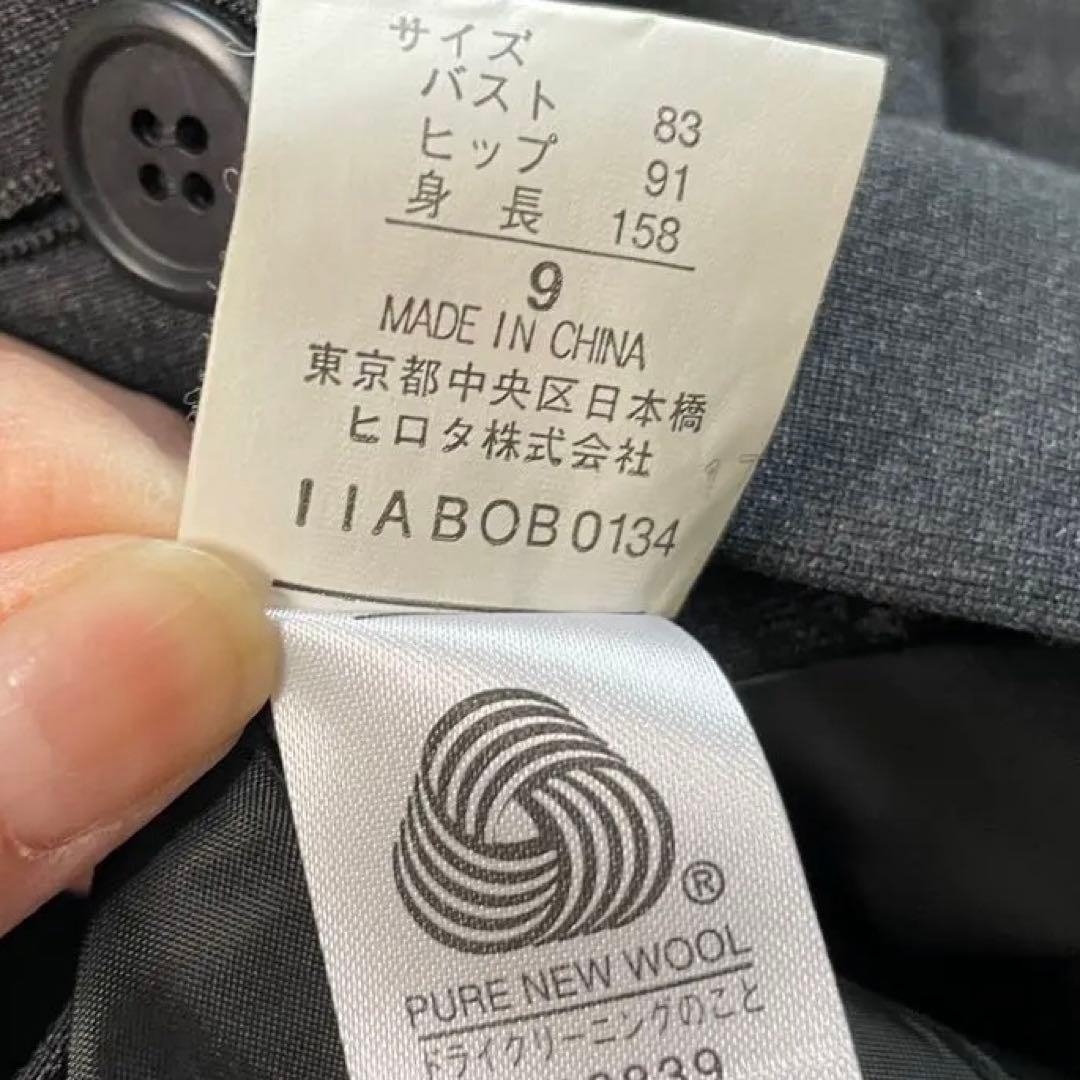 サイズ
バスト 83
ヒップ 91
身長 158
9
MADE IN CHINA
東京都中央区日本橋
ヒロタ株式会社
IIABOB0134
®
PURE NEW WOOL
ドライクリーニングのこと